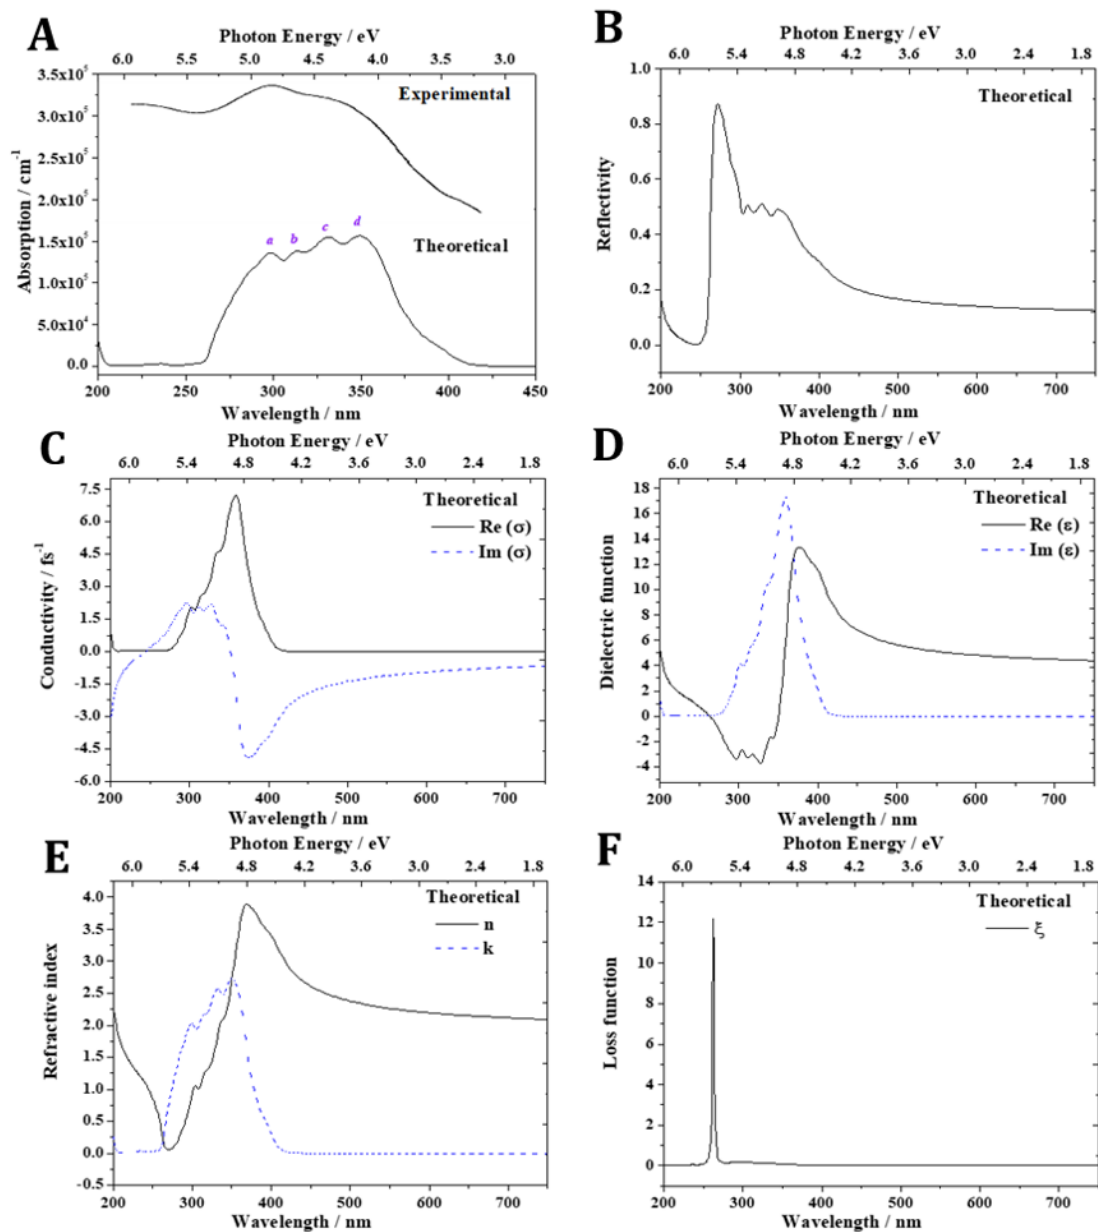 A
Photon Energy / eV
6.0 5.5 5.0 4.5 4.0 3.5 3.0
3.5x10⁵
3.0x10⁵
2.5x10⁵
2.0x10⁵
1.5x10⁵
1.0x10⁵
5.0x10⁴
0.0
Absorption / cm⁻¹
Experimental
Theoretical
a b c d
200 250 300 350 400 450
Wavelength / nm
B
Photon Energy / eV
6.0 5.4 4.8 4.2 3.6 3.0 2.4 1.8
1.0
0.8
0.6
0.4
0.2
0.0
Reflectivity
Theoretical
200 300 400 500 600 700
Wavelength / nm
C
Photon Energy / eV
6.0 5.4 4.8 4.2 3.6 3.0 2.4 1.8
7.5
6.0
4.5
3.0
1.5
0.0
-1.5
-3.0
-4.5
-6.0
Conductivity / fs⁻¹
Theoretical
Re (σ)
Im (σ)
200 300 400 500 600 700
Wavelength / nm
D
Photon Energy / eV
6.0 5.4 4.8 4.2 3.6 3.0 2.4 1.8
18
16
14
12
10
8
6
4
2
0
-2
-4
Dielectric function
Theoretical
Re (ε)
Im (ε)
200 300 400 500 600 700
Wavelength / nm
E
Photon Energy / eV
6.0 5.4 4.8 4.2 3.6 3.0 2.4 1.8
4.0
3.5
3.0
2.5
2.0
1.5
1.0
0.5
0.0
-0.5
Refractive index
Theoretical
n
k
200 300 400 500 600 700
Wavelength / nm
F
Photon Energy / eV
6.0 5.4 4.8 4.2 3.6 3.0 2.4 1.8
14
12
10
8
6
4
2
0
Loss function
Theoretical
ξ
200 300 400 500 600 700
Wavelength / nm